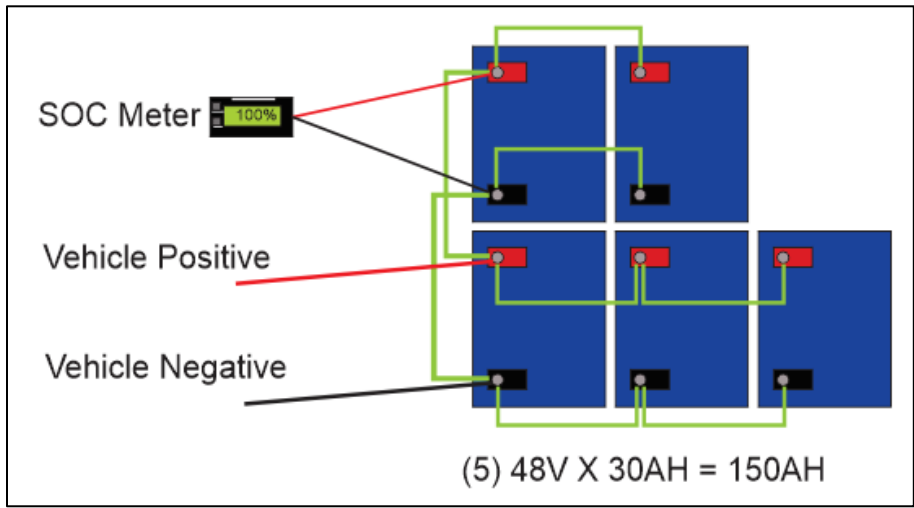 SOC Meter
100%
Vehicle Positive
Vehicle Negative
(5) 48V X 30AH = 150AH